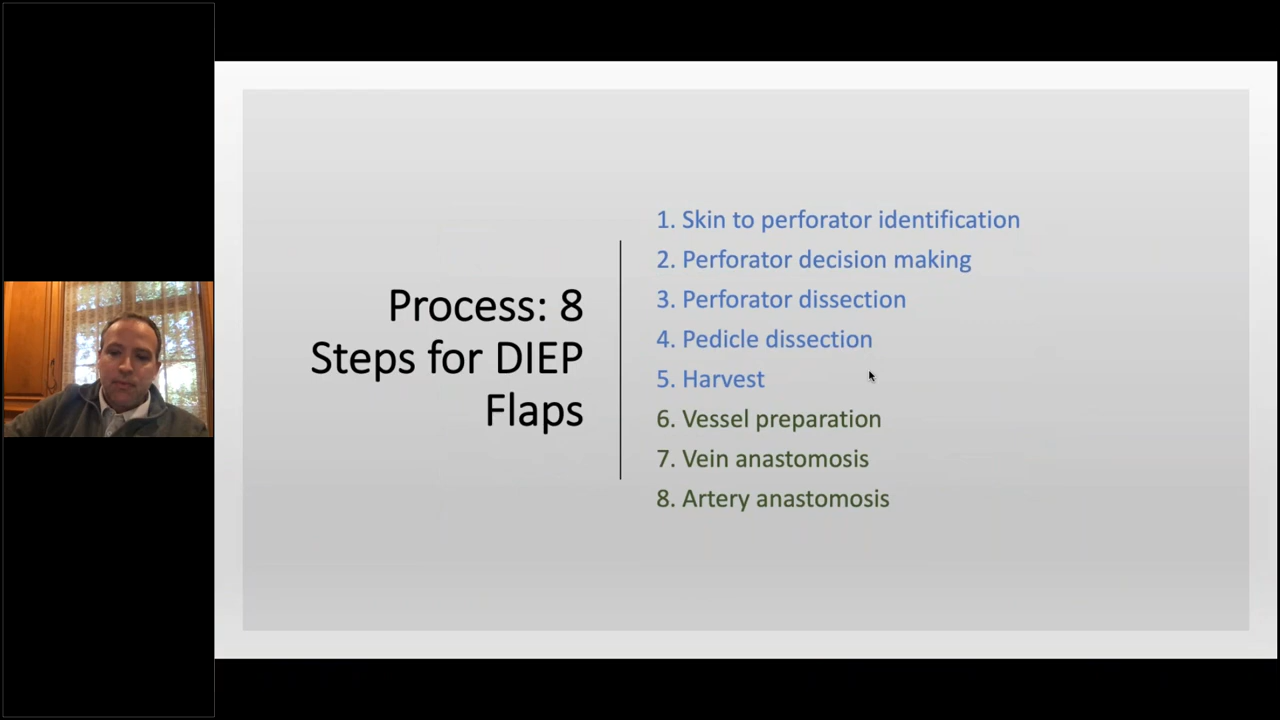 Process: 8
Steps for DIEP
Flaps
1. Skin to perforator identification
2. Perforator decision making
3. Perforator dissection
4. Pedicle dissection
5. Harvest
6. Vessel preparation
7. Vein anastomosis
8. Artery anastomosis